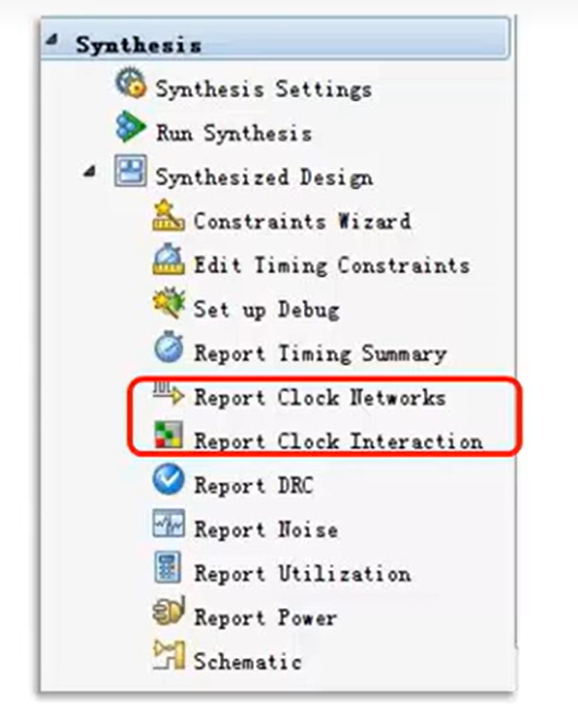 Synthesis
Synthesis Settings
Run Synthesis
Synthesized Design
Constraints Wizard
Edit Timing Constraints
Set up Debug
Report Timing Summary
Report Clock Networks
Report Clock Interaction
Report DRC
Report Noise
Report Utilization
Report Power
Schematic